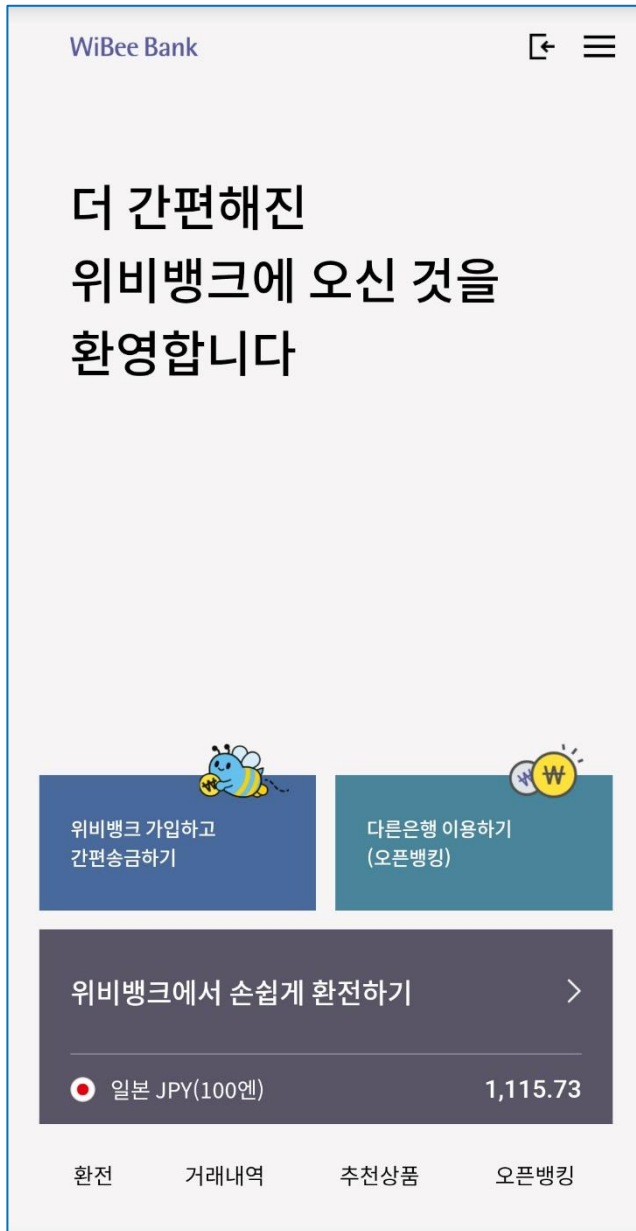 WiBee Bank
더 간편해진
위비뱅크에 오신 것을
환영합니다
위비뱅크 가입하고
간편송금하기
다른은행 이용하기
(오픈뱅킹)
위비뱅크에서 손쉽게 환전하기
일본 JPY(100엔) 1,115.73
환전 거래내역 추천상품 오픈뱅킹